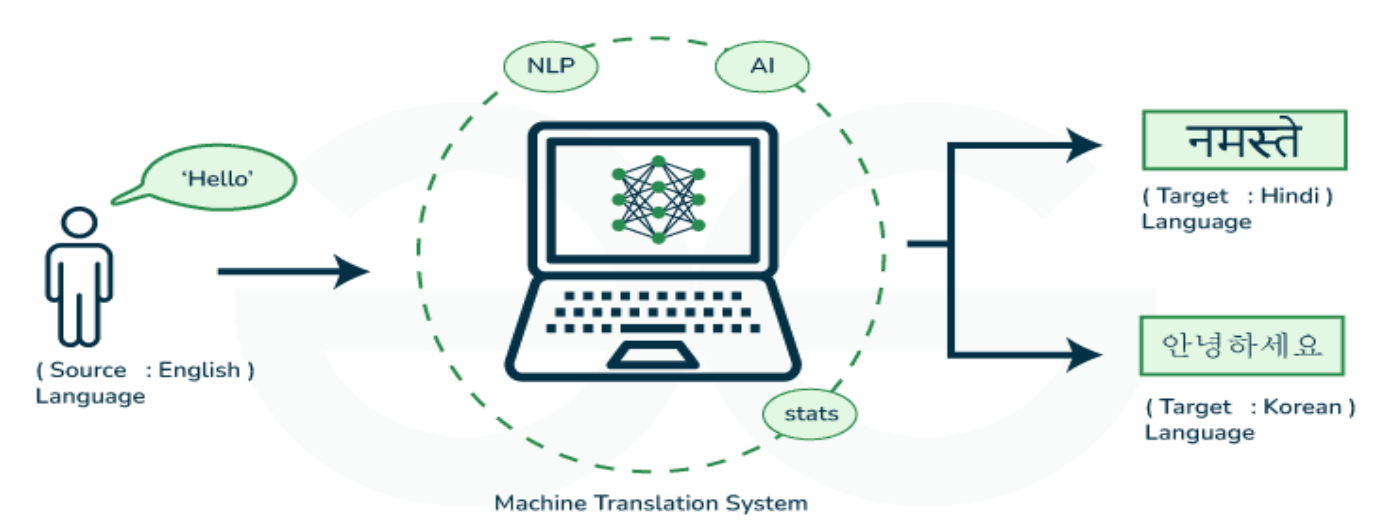 NLP
AI
'Hello'
नमस्ते
( Target : Hindi )
Language
안녕하세요
( Source : English )
Language
( Target : Korean )
Language
stats
Machine Translation System